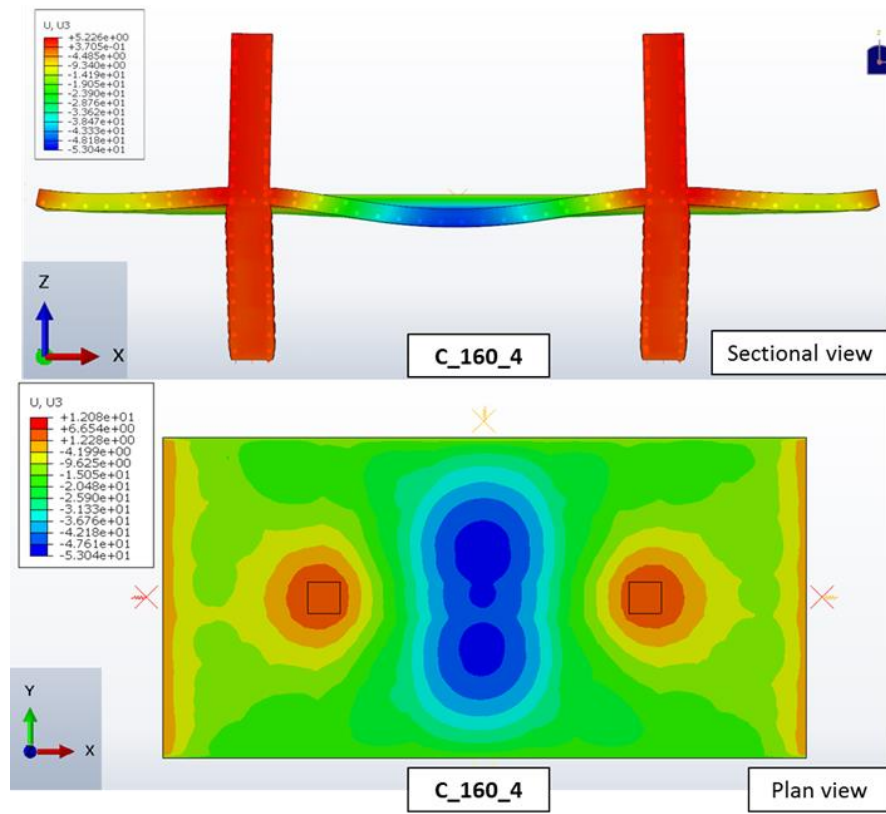 U, U3
+5.226e+00
+3.705e-01
-4.485e+00
-9.340e+00
-1.419e+01
-1.905e+01
-2.390e+01
-2.876e+01
-3.362e+01
-3.847e+01
-4.333e+01
-4.818e+01
-5.304e+01
Z
X
C_160_4
Sectional view
U, U3
+1.208e+01
+6.654e+00
+1.228e+00
-4.199e+00
-9.625e+00
-1.505e+01
-2.048e+01
-2.590e+01
-3.133e+01
-3.676e+01
-4.218e+01
-4.761e+01
-5.304e+01
Y
X
C_160_4
Plan view